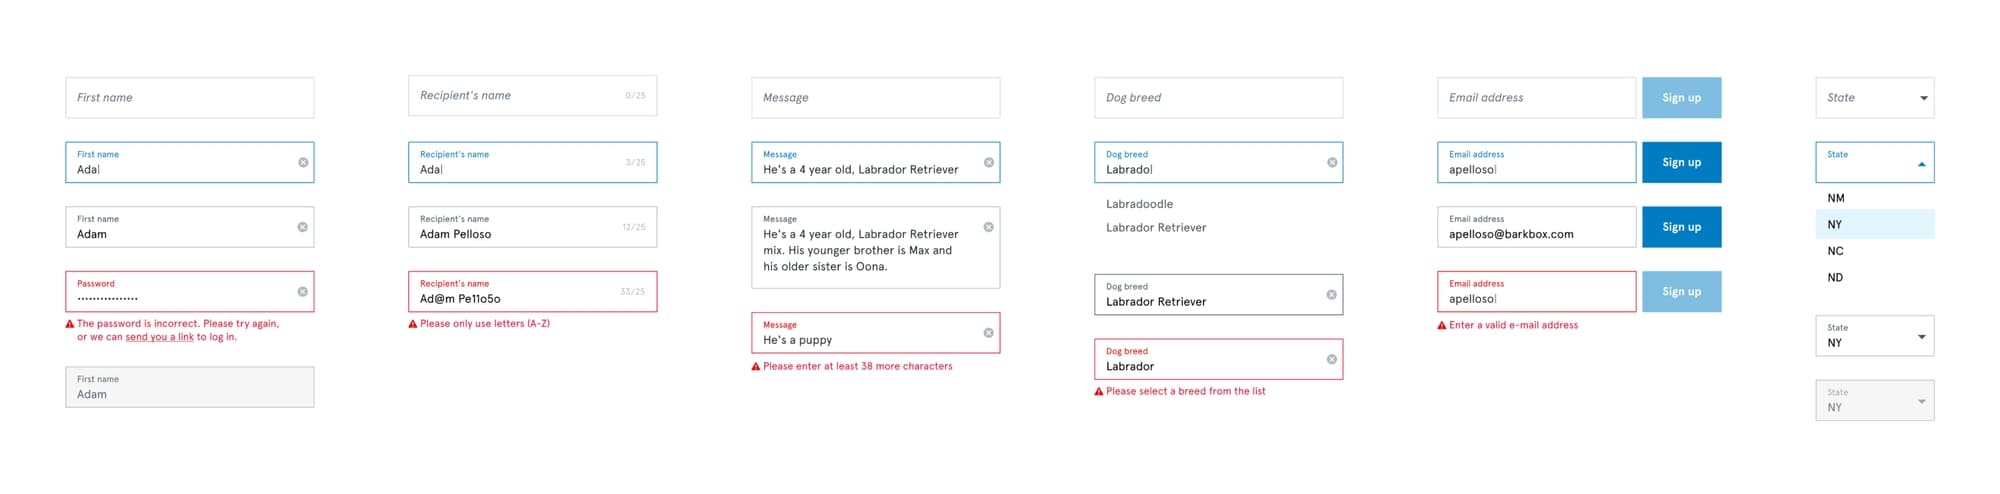 First name
First name
Ada
First name
Adam
Password
................
The password is incorrect. Please try again,
or we can send you a link to log in.
First name
Adam
Recipient's name
0/25
Recipient's name
Ada
3/25
Recipient's name
Adam Pelloso
12/25
Recipient's name
Ad@m Pe11o5o
33/25
Please only use letters (A-Z)
Message
Message
He's a 4 year old, Labrador Retriever
Message
He's a 4 year old, Labrador Retriever
mix. His younger brother is Max and
his older sister is Oona.
Message
He's a puppy
Please enter at least 38 more characters
Dog breed
Dog breed
Labrado
Labradoodle
Labrador Retriever
Dog breed
Labrador Retriever
Dog breed
Labrador
Please select a breed from the list
Email address
Sign up
Email address
apelloso
Sign up
Email address
apelloso@barkbox.com
Sign up
Email address
apelloso
Sign up
Enter a valid e-mail address
State
State
NM
NY
NC
ND
State
NY
State
NY